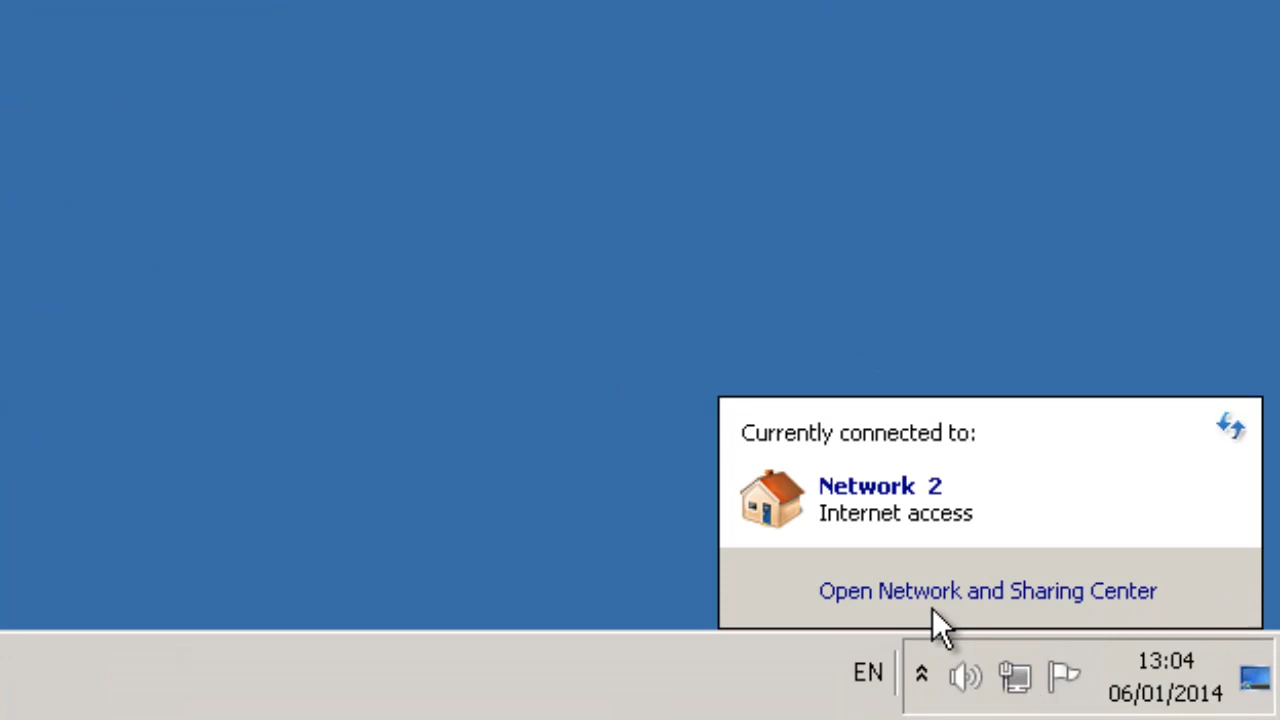 Currently connected to:
Network 2
Internet access
Open Network and Sharing Center
EN
13:04
06/01/2014